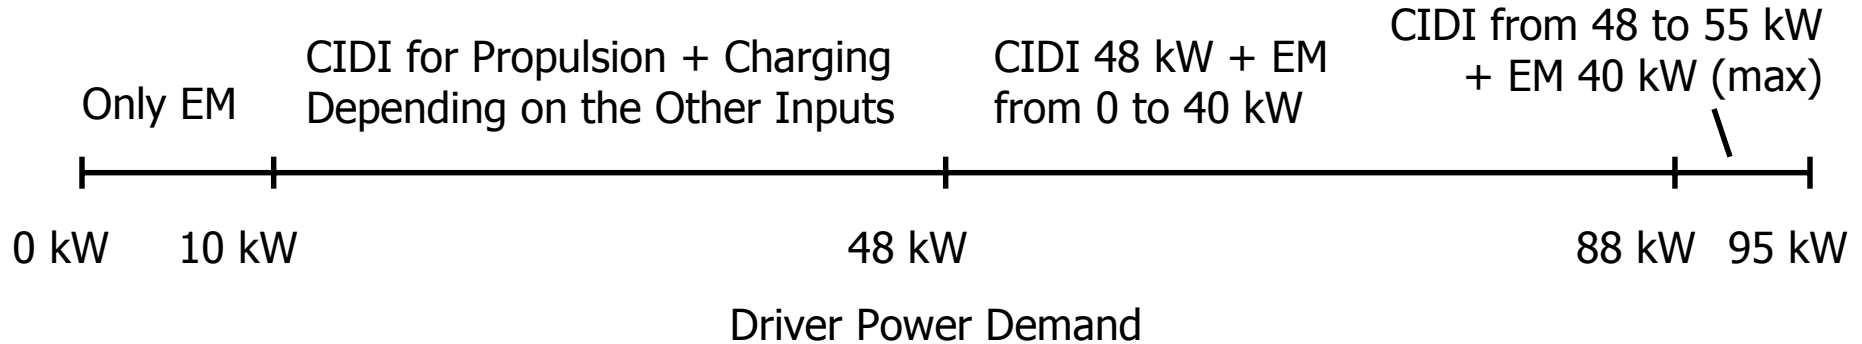 Only EM
CIDI for Propulsion + Charging
Depending on the Other Inputs
CIDI 48 kW + EM
from 0 to 40 kW
CIDI from 48 to 55 kW
+ EM 40 kW (max)
0 kW
10 kW
48 kW
88 kW
95 kW
Driver Power Demand